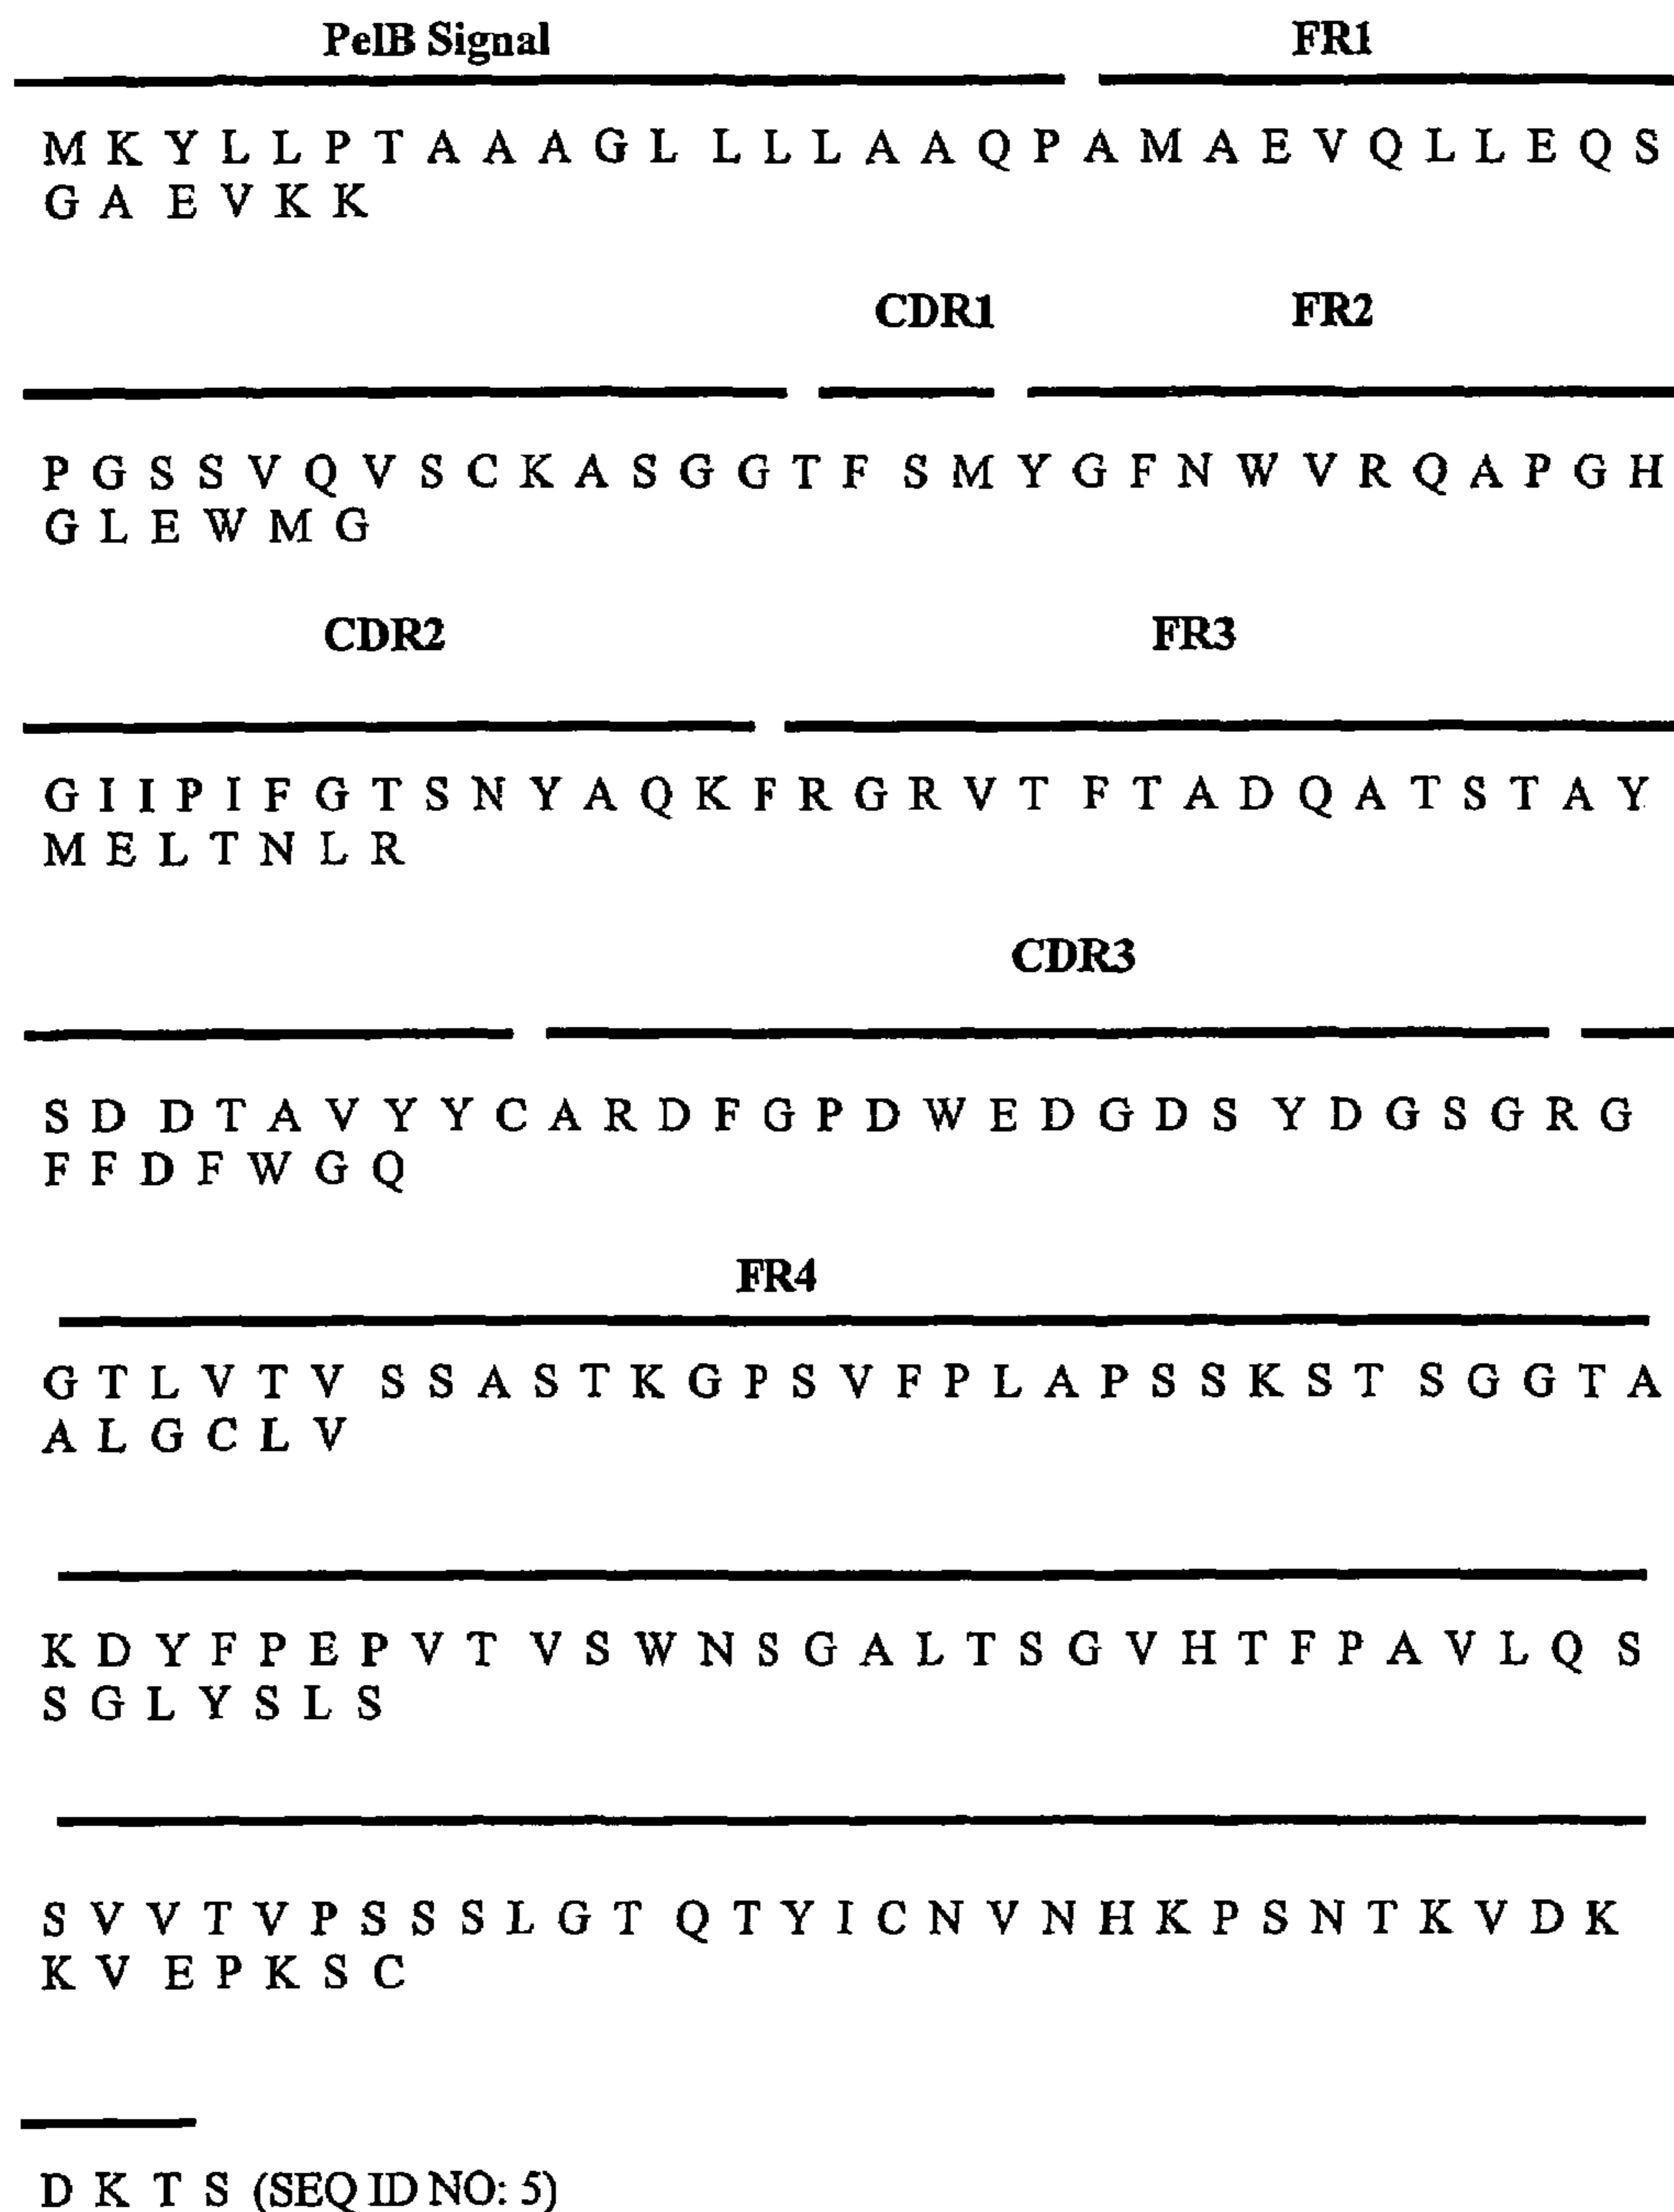 PelB Signal FR1
M K Y L L P T A A A G L L L L A A Q P A M A E V Q L L E Q S
G A E V K K
CDR1 FR2
P G S S V Q V S C K A S G G T F S M Y G F N W V R Q A P G H
G L E W M G
CDR2 FR3
G I I P I F G T S N Y A Q K F R G R V T F T A D Q A T S T A Y
M E L T N L R
CDR3
S D D T A V Y Y C A R D F G P D W E D G D S Y D G S G R G
F F D F W G Q
FR4
G T L V T V S S A S T K G P S V F P L A P S S K S T S G G T A
A L G C L V
K D Y F P E P V T V S W N S G A L T S G V H T F P A V L Q S
S G L Y S L S
S V V T V P S S S L G T Q T Y I C N V N H K P S N T K V D K
K V E P K S C
D K T S (SEQ ID NO: 5)